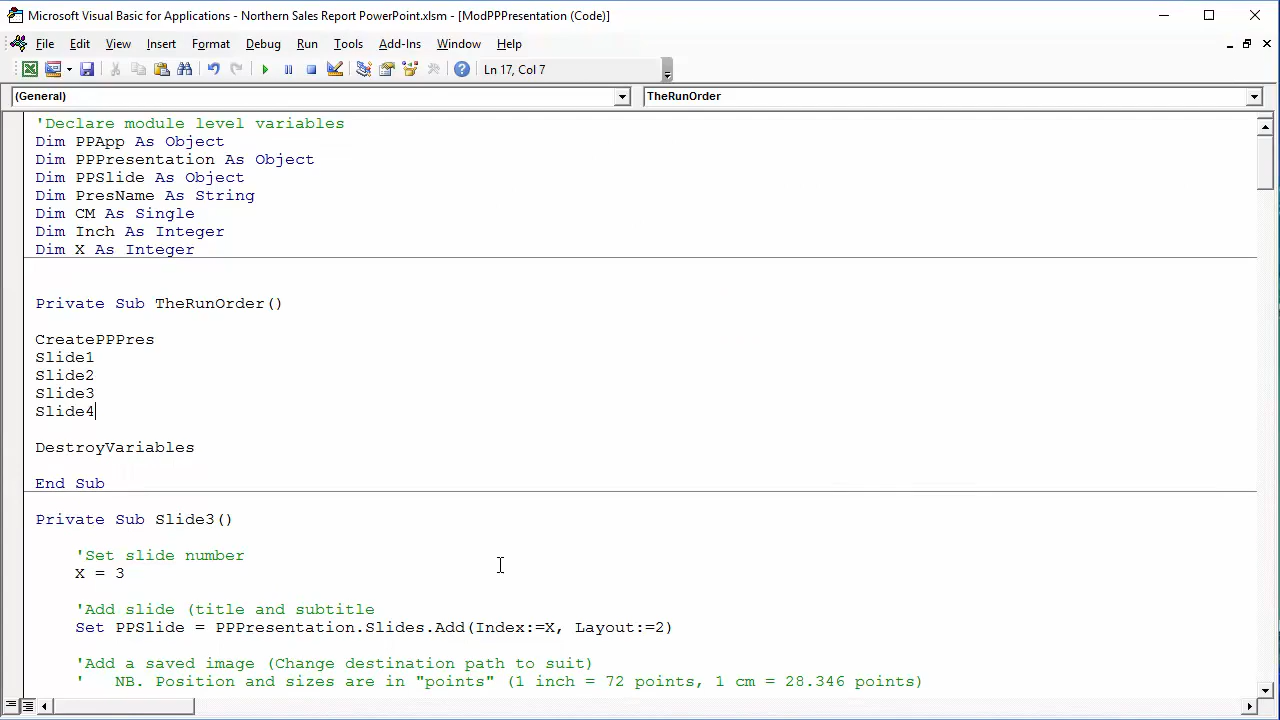 Microsoft Visual Basic for Applications - Northern Sales Report PowerPoint.xlsm - [ModPPPresentation (Code)]
File Edit View Insert Format Debug Run Tools Add-Ins Window Help
Ln 17, Col 7
(General) TheRunOrder
'Declare module level variables
Dim PPApp As Object
Dim PPPresentation As Object
Dim PPSlide As Object
Dim PresName As String
Dim CM As Single
Dim Inch As Integer
Dim X As Integer
Private Sub TheRunOrder()
CreatePPPres
Slide1
Slide2
Slide3
Slide4
DestroyVariables
End Sub
Private Sub Slide3()
'Set slide number
X = 3
'Add slide (title and subtitle
Set PPSlide = PPPresentation.Slides.Add(Index:=X, Layout:=2)
'Add a saved image (Change destination path to suit)
' NB. Position and sizes are in "points" (1 inch = 72 points, 1 cm = 28.346 points)